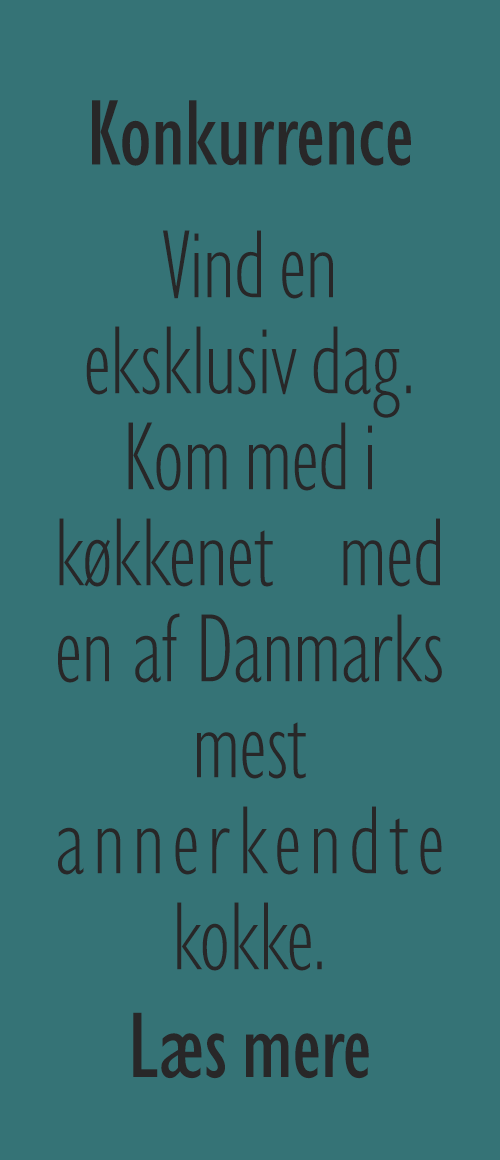 Konkurrence
Vind en
eksklusiv dag.
Kom med i
køkkenet med
en af Danmarks
mest
annerkendte
kokke.
Læs mere